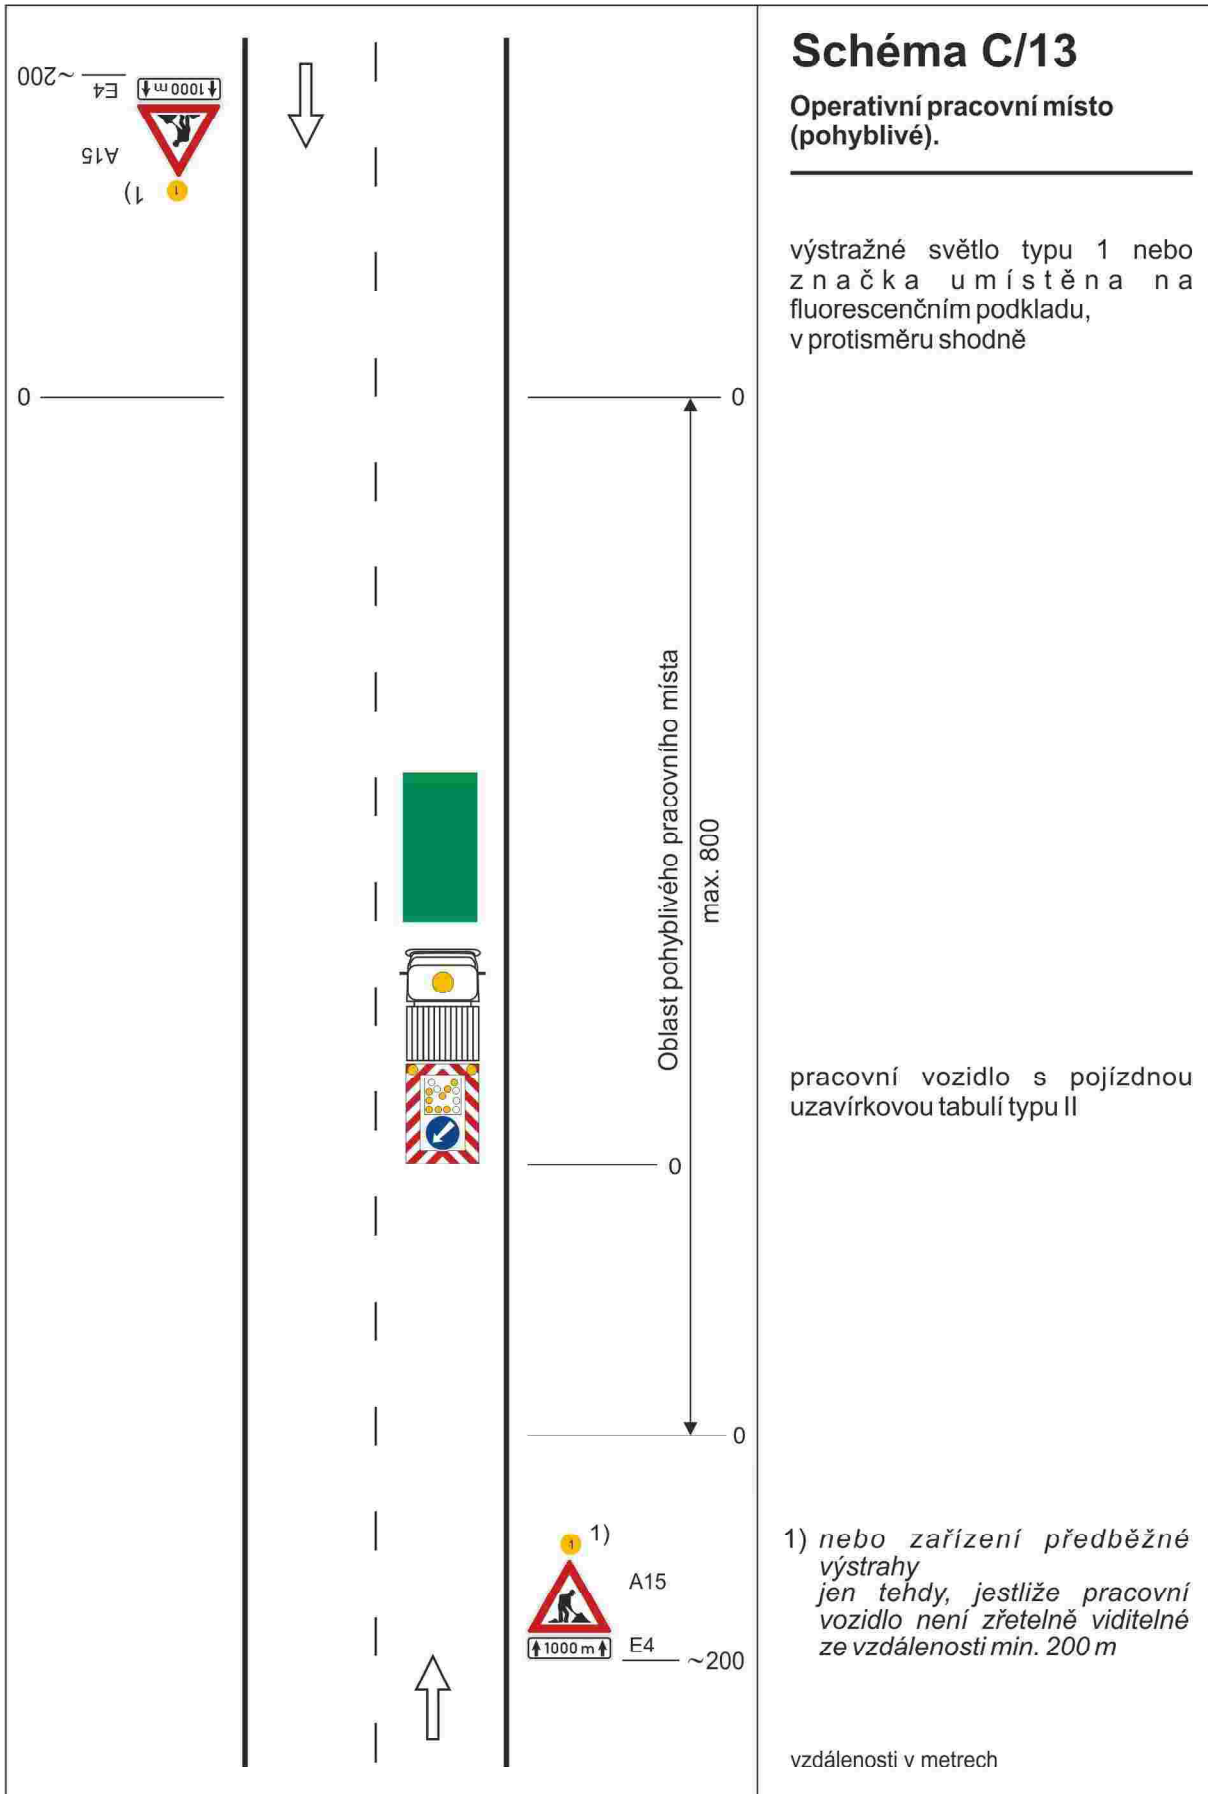 Schéma C/13
Operativní pracovní místo
(pohyblivé).
výstražné světlo typu 1 nebo
značka umístěna na
fluorescenčním podkladu,
v protisměru shodně
~200
E4
1000 m
A15
1)
1
0
0
Oblast pohyblivého pracovního místa
max. 800
pracovní vozidlo s pojízdnou
uzavírkovou tabulí typu II
0
0
1
1)
A15
1000 m
E4
~200
1) nebo zařízení předběžné
výstrahy
jen tehdy, jestliže pracovní
vozidlo není zřetelně viditelné
ze vzdálenosti min. 200 m
vzdálenosti v metrech